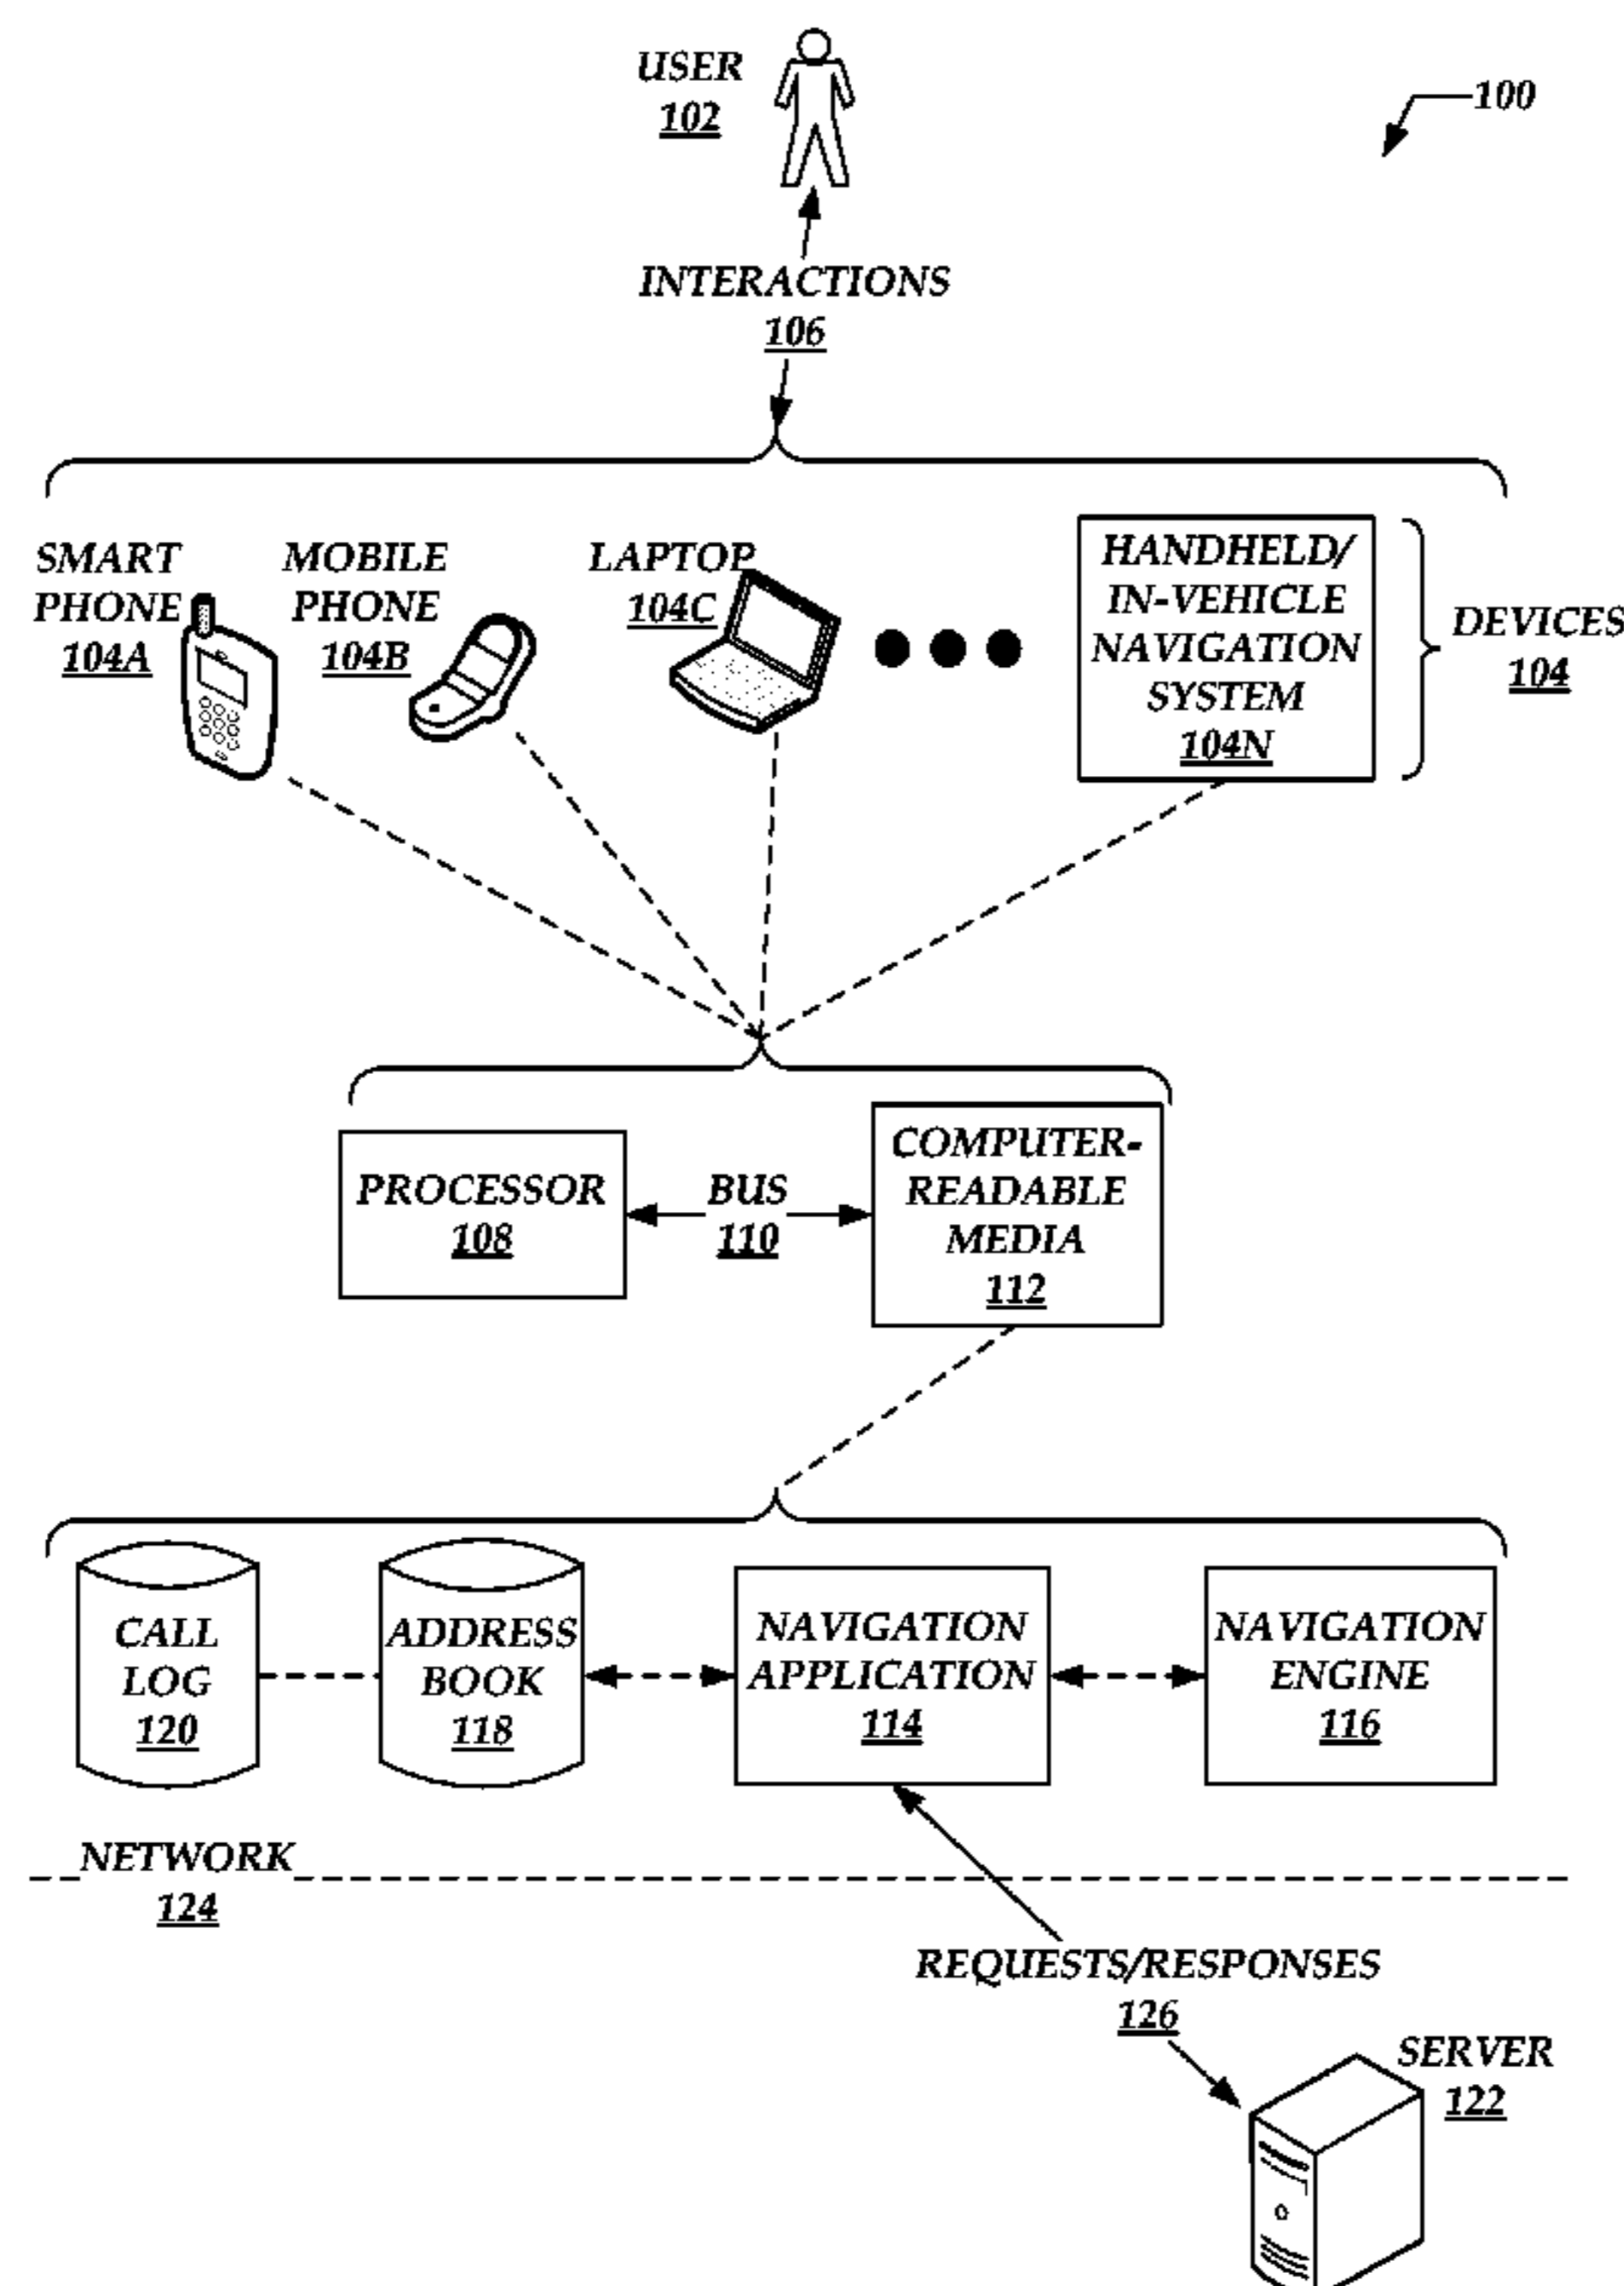 USER
102
100
INTERACTIONS
106
SMART
PHONE
104A
MOBILE
PHONE
104B
LAPTOP
104C
HANDHELD/
IN-VEHICLE
NAVIGATION
SYSTEM
104N
DEVICES
104
PROCESSOR
108
BUS
110
COMPUTER-
READABLE
MEDIA
112
CALL
LOG
120
ADDRESS
BOOK
118
NAVIGATION
APPLICATION
114
NAVIGATION
ENGINE
116
NETWORK
124
REQUESTS/RESPONSES
126
SERVER
122